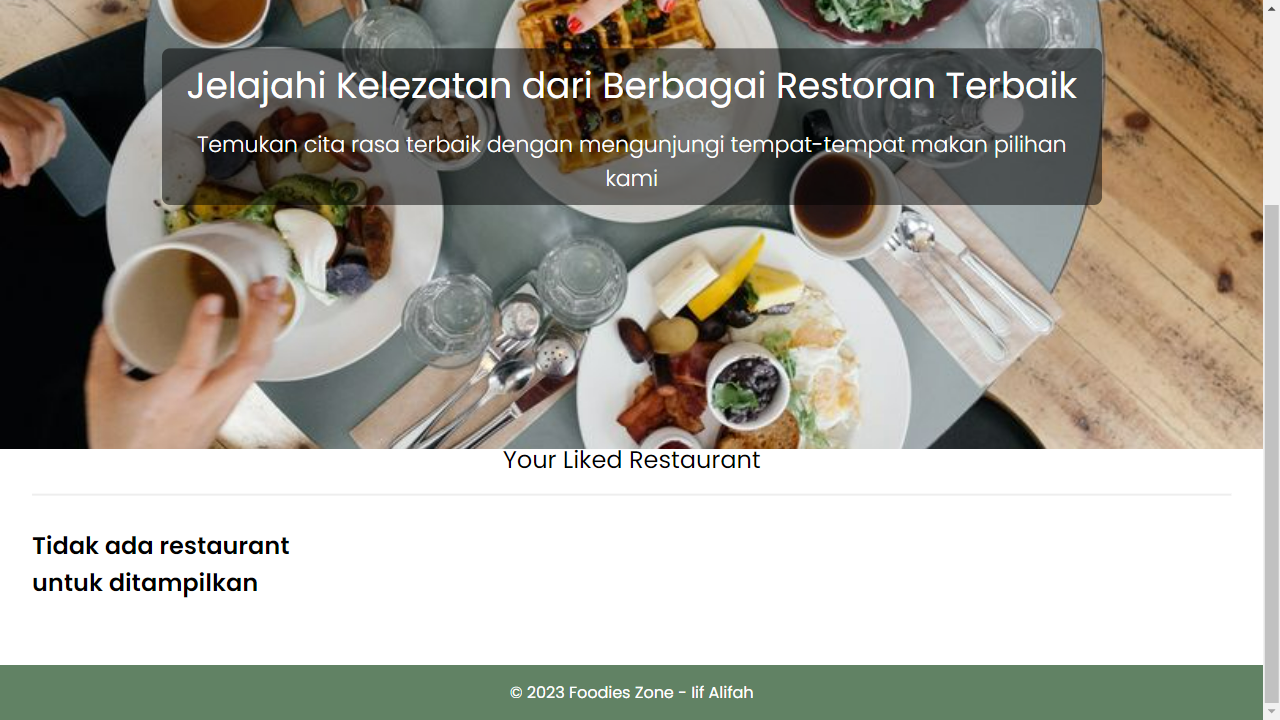 Jelajahi Kelezatan dari Berbagai Restoran Terbaik
Temukan cita rasa terbaik dengan mengunjungi tempat-tempat makan pilihan
kami
Your Liked Restaurant
Tidak ada restaurant
untuk ditampilkan
© 2023 Foodies Zone - Iif Alifah